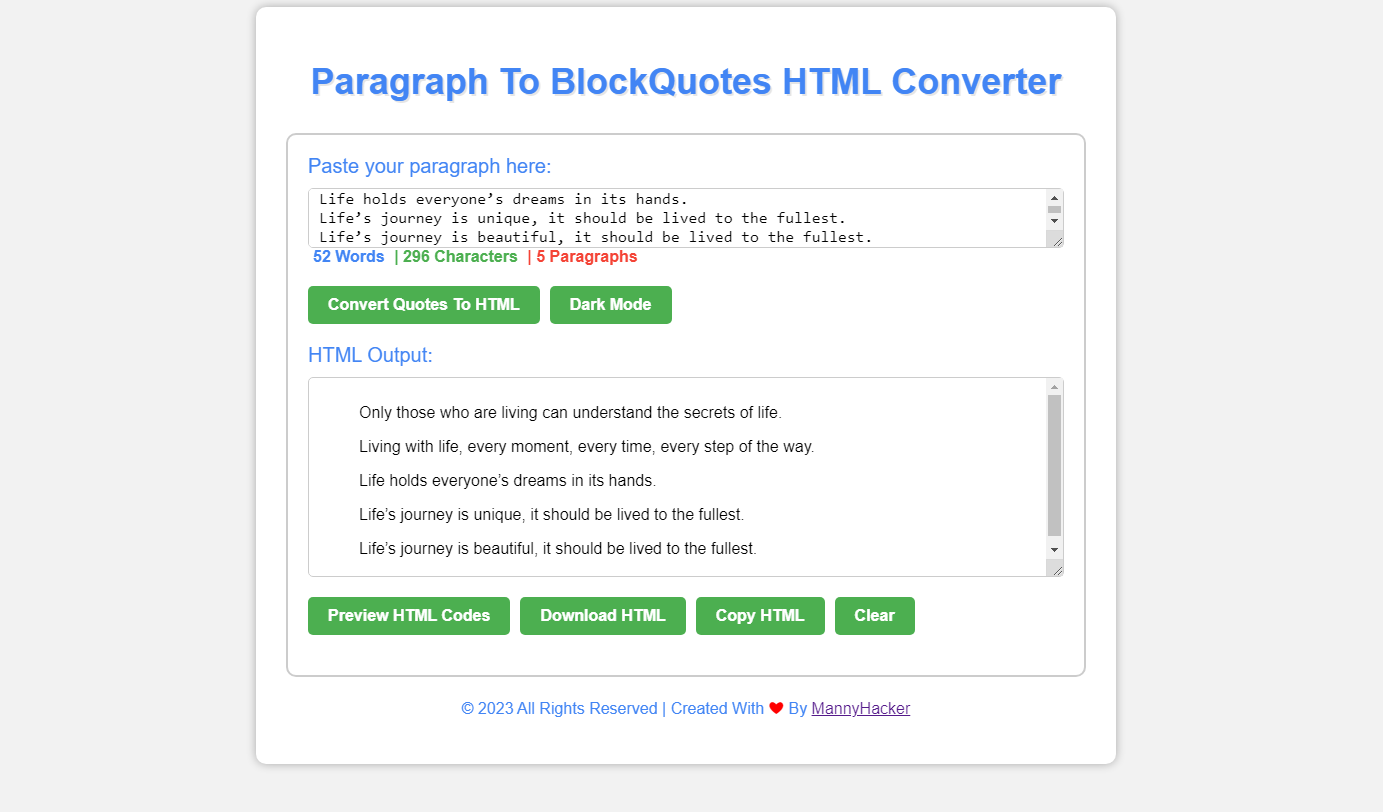 Paragraph To BlockQuotes HTML Converter
Paste your paragraph here:
Life holds everyone’s dreams in its hands.
Life’s journey is unique, it should be lived to the fullest.
Life’s journey is beautiful, it should be lived to the fullest.
52 Words | 296 Characters | 5 Paragraphs
Convert Quotes To HTML Dark Mode
HTML Output:
Only those who are living can understand the secrets of life.
Living with life, every moment, every time, every step of the way.
Life holds everyone’s dreams in its hands.
Life’s journey is unique, it should be lived to the fullest.
Life’s journey is beautiful, it should be lived to the fullest.
Preview HTML Codes Download HTML Copy HTML Clear
© 2023 All Rights Reserved | Created With ❤ By MannyHacker